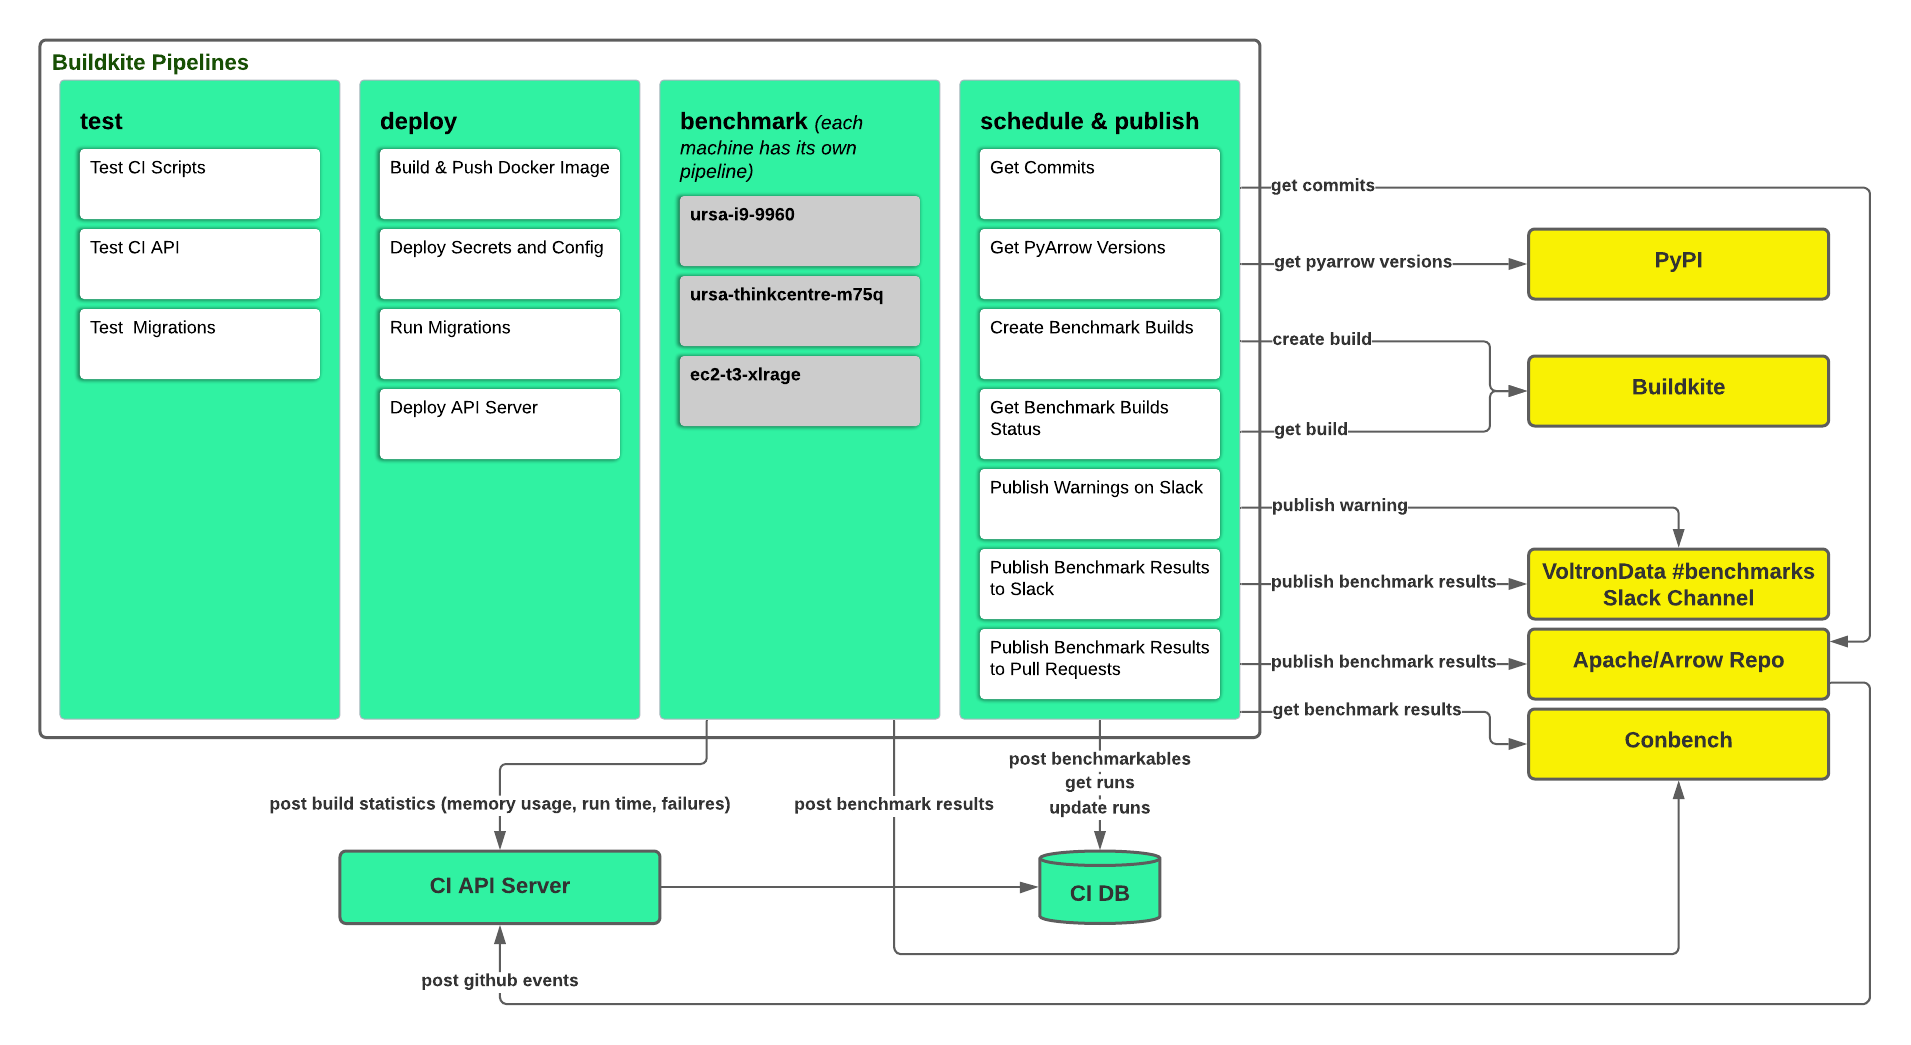 Buildkite Pipelines
test
Test CI Scripts
Test CI API
Test  Migrations
deploy
Build & Push Docker Image
Deploy Secrets and Config
Run Migrations
Deploy API Server
benchmark (each
machine has its own
pipeline)
ursa-i9-9960
ursa-thinkcentre-m75q
ec2-t3-xlrage
schedule & publish
Get Commits
Get PyArrow Versions
Create Benchmark Builds
Get Benchmark Builds
Status
Publish Warnings on Slack
Publish Benchmark Results
to Slack
Publish Benchmark Results
to Pull Requests
get commits
get pyarrow versions
create build
get build
publish warning
publish benchmark results
publish benchmark results
get benchmark results
PyPI
Buildkite
VoltronData #benchmarks
Slack Channel
Apache/Arrow Repo
Conbench
post build statistics (memory usage, run time, failures)
post benchmark results
post benchmarkables
get runs
update runs
CI API Server
CI DB
post github events